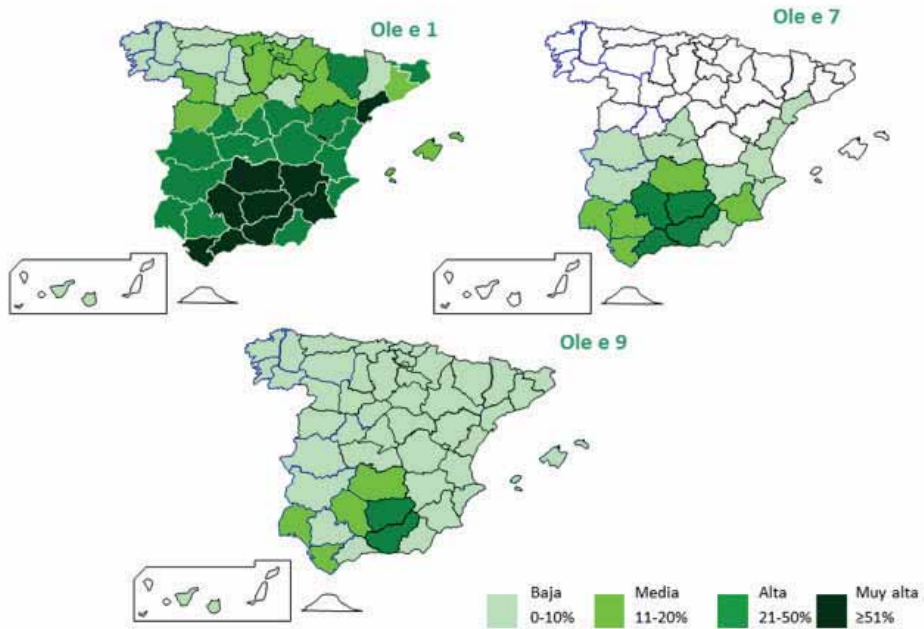 Ole e 1
Ole e 7
Ole e 9
Baja
0-10%
Media
11-20%
Alta
21-50%
Muy alta
≥51%